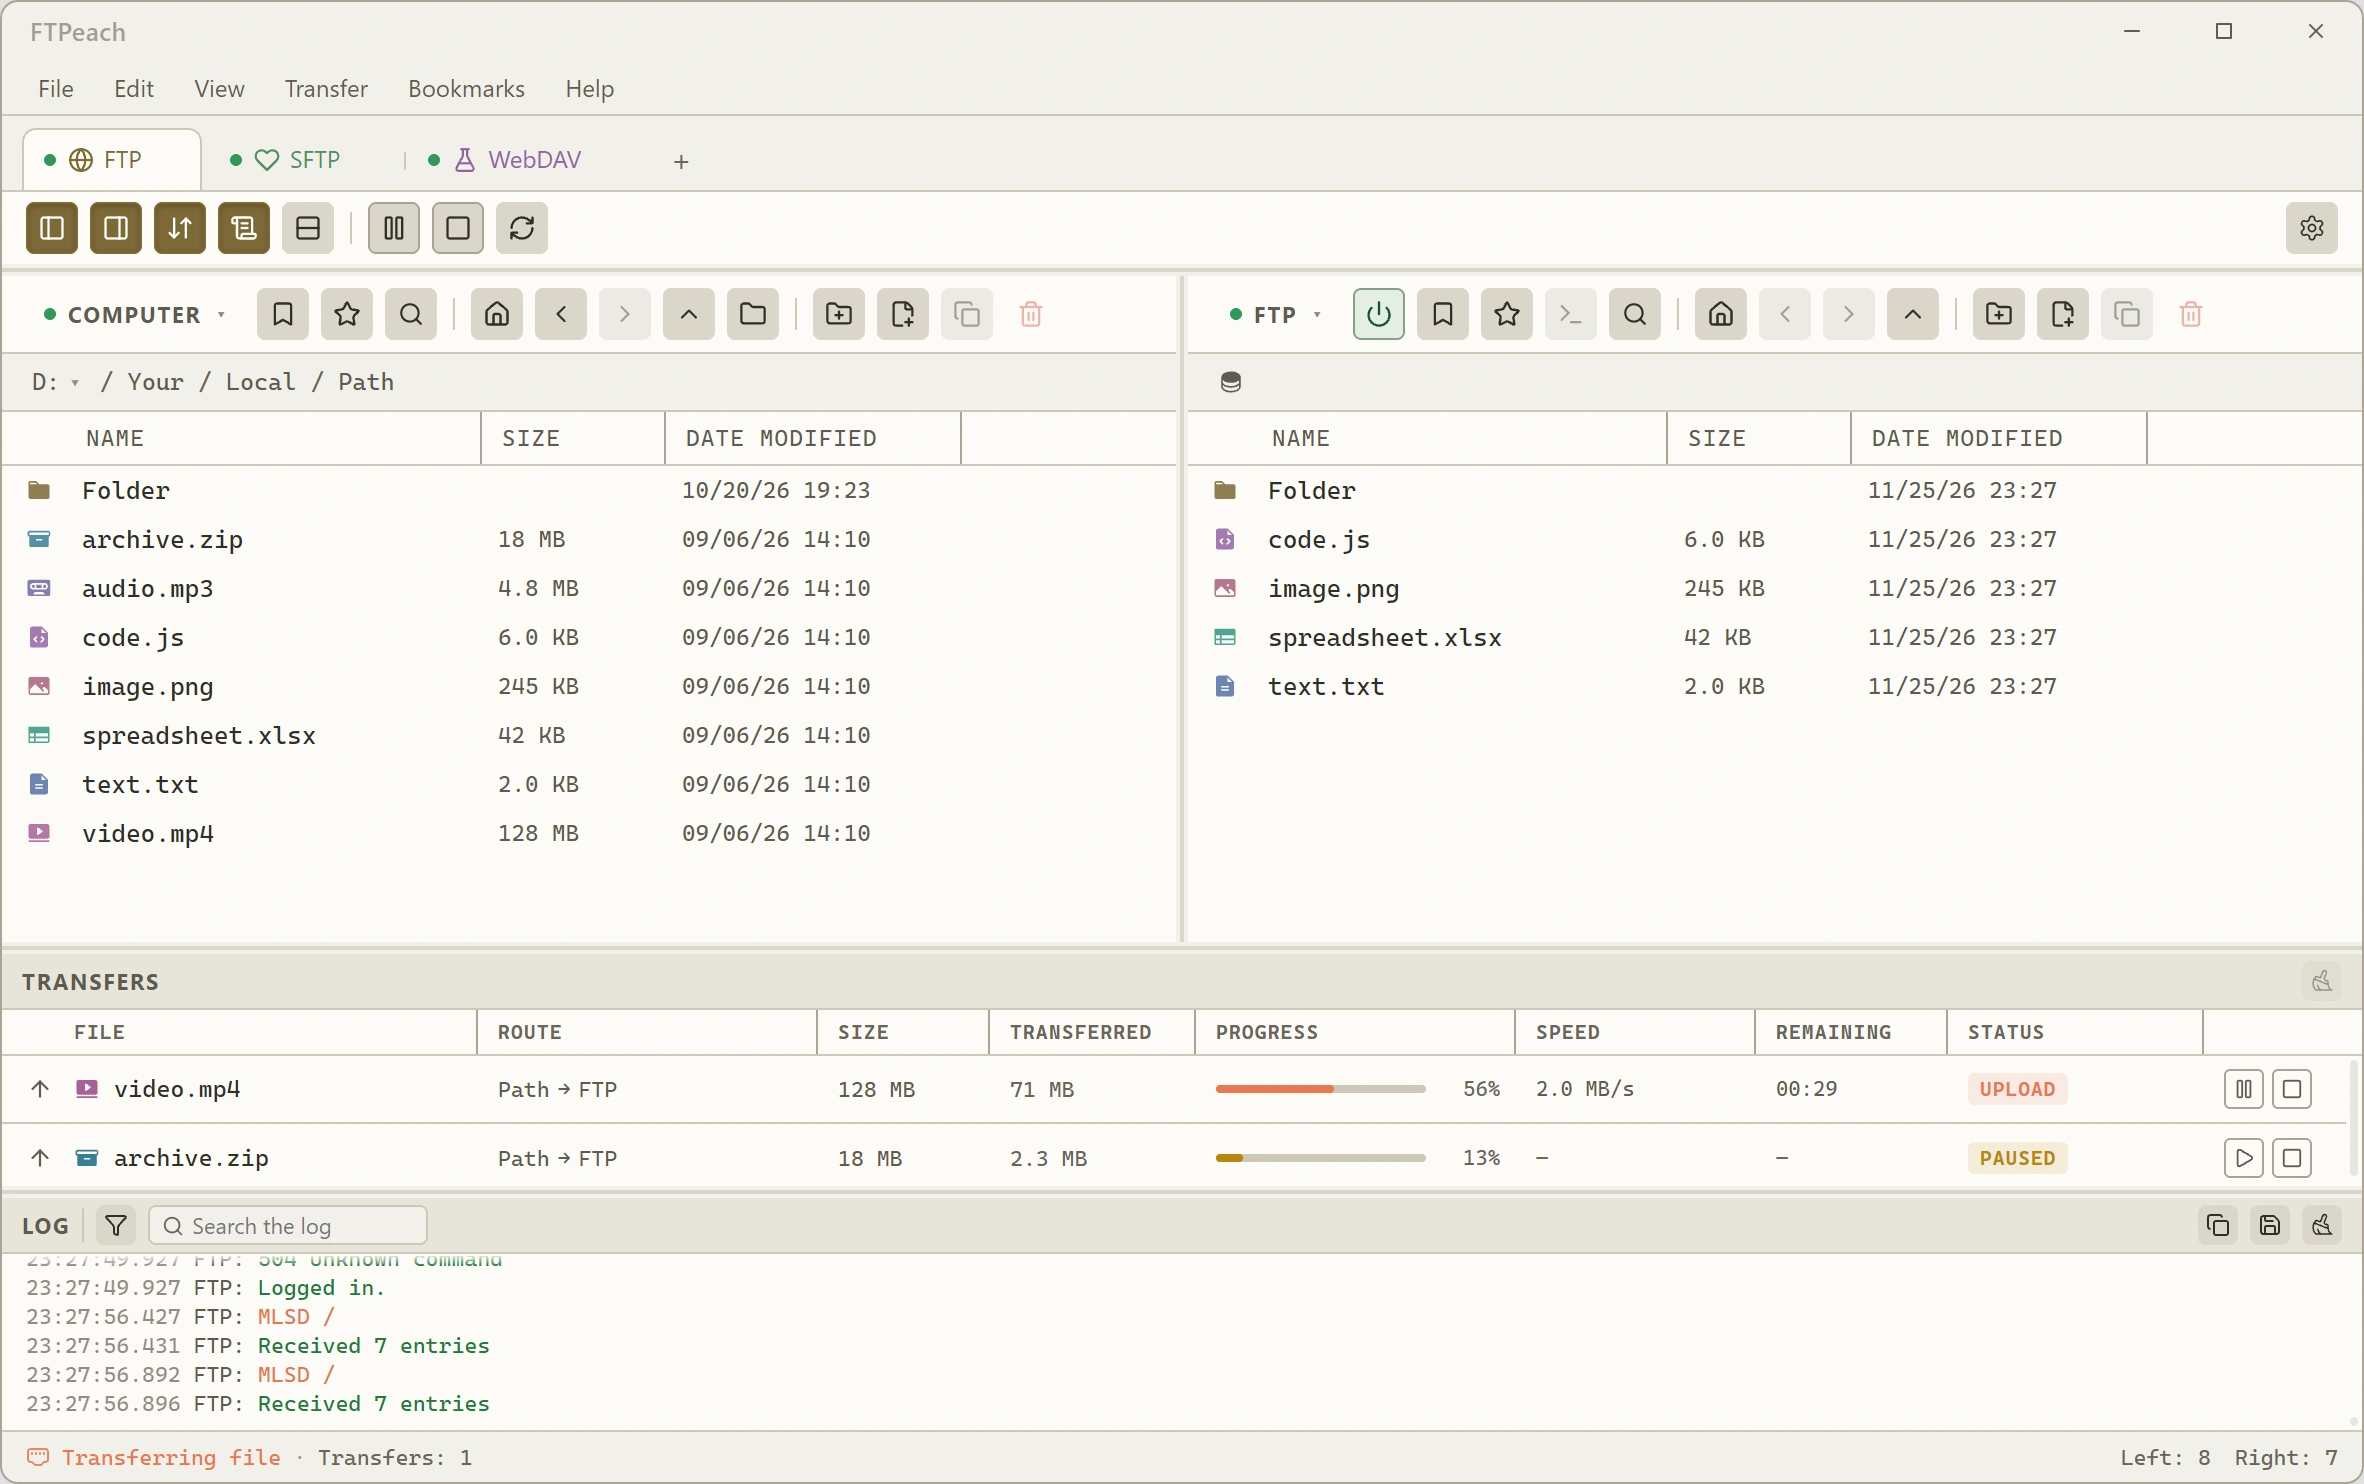 FTPeach
File Edit View Transfer Bookmarks Help
FTP SFTP WebDAV +
COMPUTER
D: / Your / Local / Path
NAME SIZE DATE MODIFIED
Folder 10/20/26 19:23
archive.zip 18 MB 09/06/26 14:10
audio.mp3 4.8 MB 09/06/26 14:10
code.js 6.0 KB 09/06/26 14:10
image.png 245 KB 09/06/26 14:10
spreadsheet.xlsx 42 KB 09/06/26 14:10
text.txt 2.0 KB 09/06/26 14:10
video.mp4 128 MB 09/06/26 14:10
FTP
NAME SIZE DATE MODIFIED
Folder 11/25/26 23:27
code.js 6.0 KB 11/25/26 23:27
image.png 245 KB 11/25/26 23:27
spreadsheet.xlsx 42 KB 11/25/26 23:27
text.txt 2.0 KB 11/25/26 23:27
TRANSFERS
FILE ROUTE SIZE TRANSFERRED PROGRESS SPEED REMAINING STATUS
video.mp4 Path → FTP 128 MB 71 MB 56% 2.0 MB/s 00:29 UPLOAD
archive.zip Path → FTP 18 MB 2.3 MB 13% — — PAUSED
LOG Search the log
23:27:49.927 FTP: 504 Unknown command
23:27:49.927 FTP: Logged in.
23:27:56.427 FTP: MLSD /
23:27:56.431 FTP: Received 7 entries
23:27:56.892 FTP: MLSD /
23:27:56.896 FTP: Received 7 entries
Transferring file · Transfers: 1
Left: 8 Right: 7